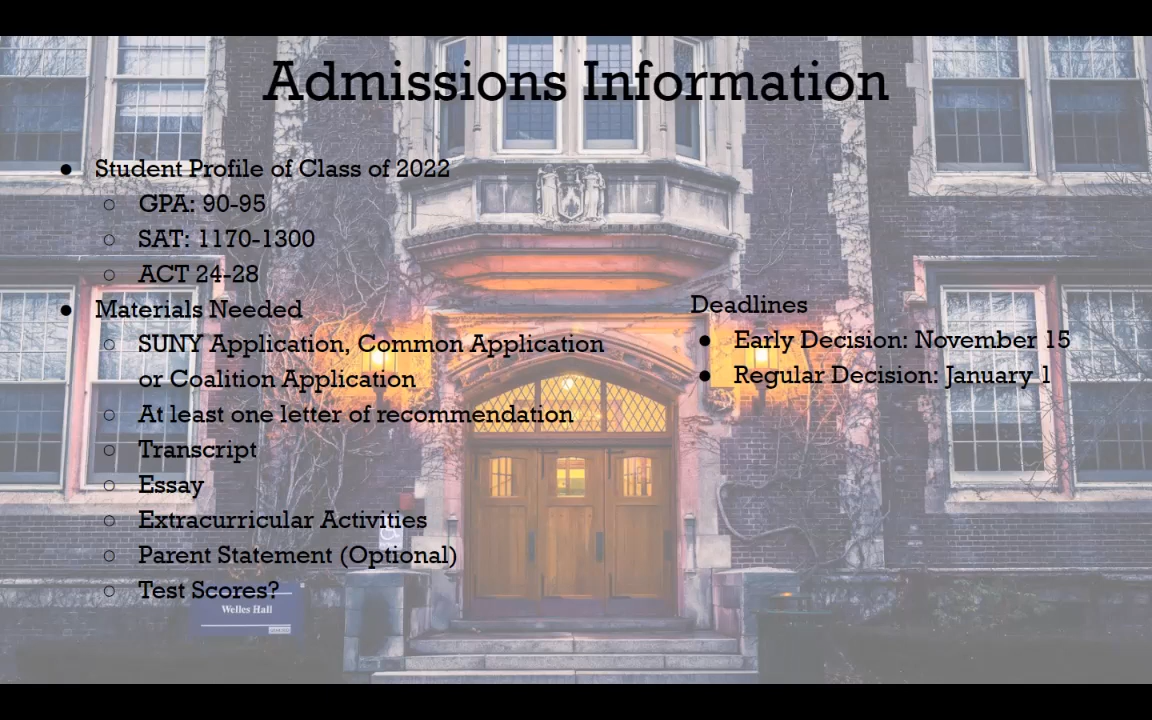 Admissions Information
● Student Profile of Class of 2022
○ GPA: 90-95
○ SAT: 1170-1300
○ ACT 24-28
● Materials Needed
○ SUNY Application, Common Application
or Coalition Application
○ At least one letter of recommendation
○ Transcript
○ Essay
○ Extracurricular Activities
○ Parent Statement (Optional)
○ Test Scores?
Deadlines
● Early Decision: November 15
● Regular Decision: January 1
Welles Hall